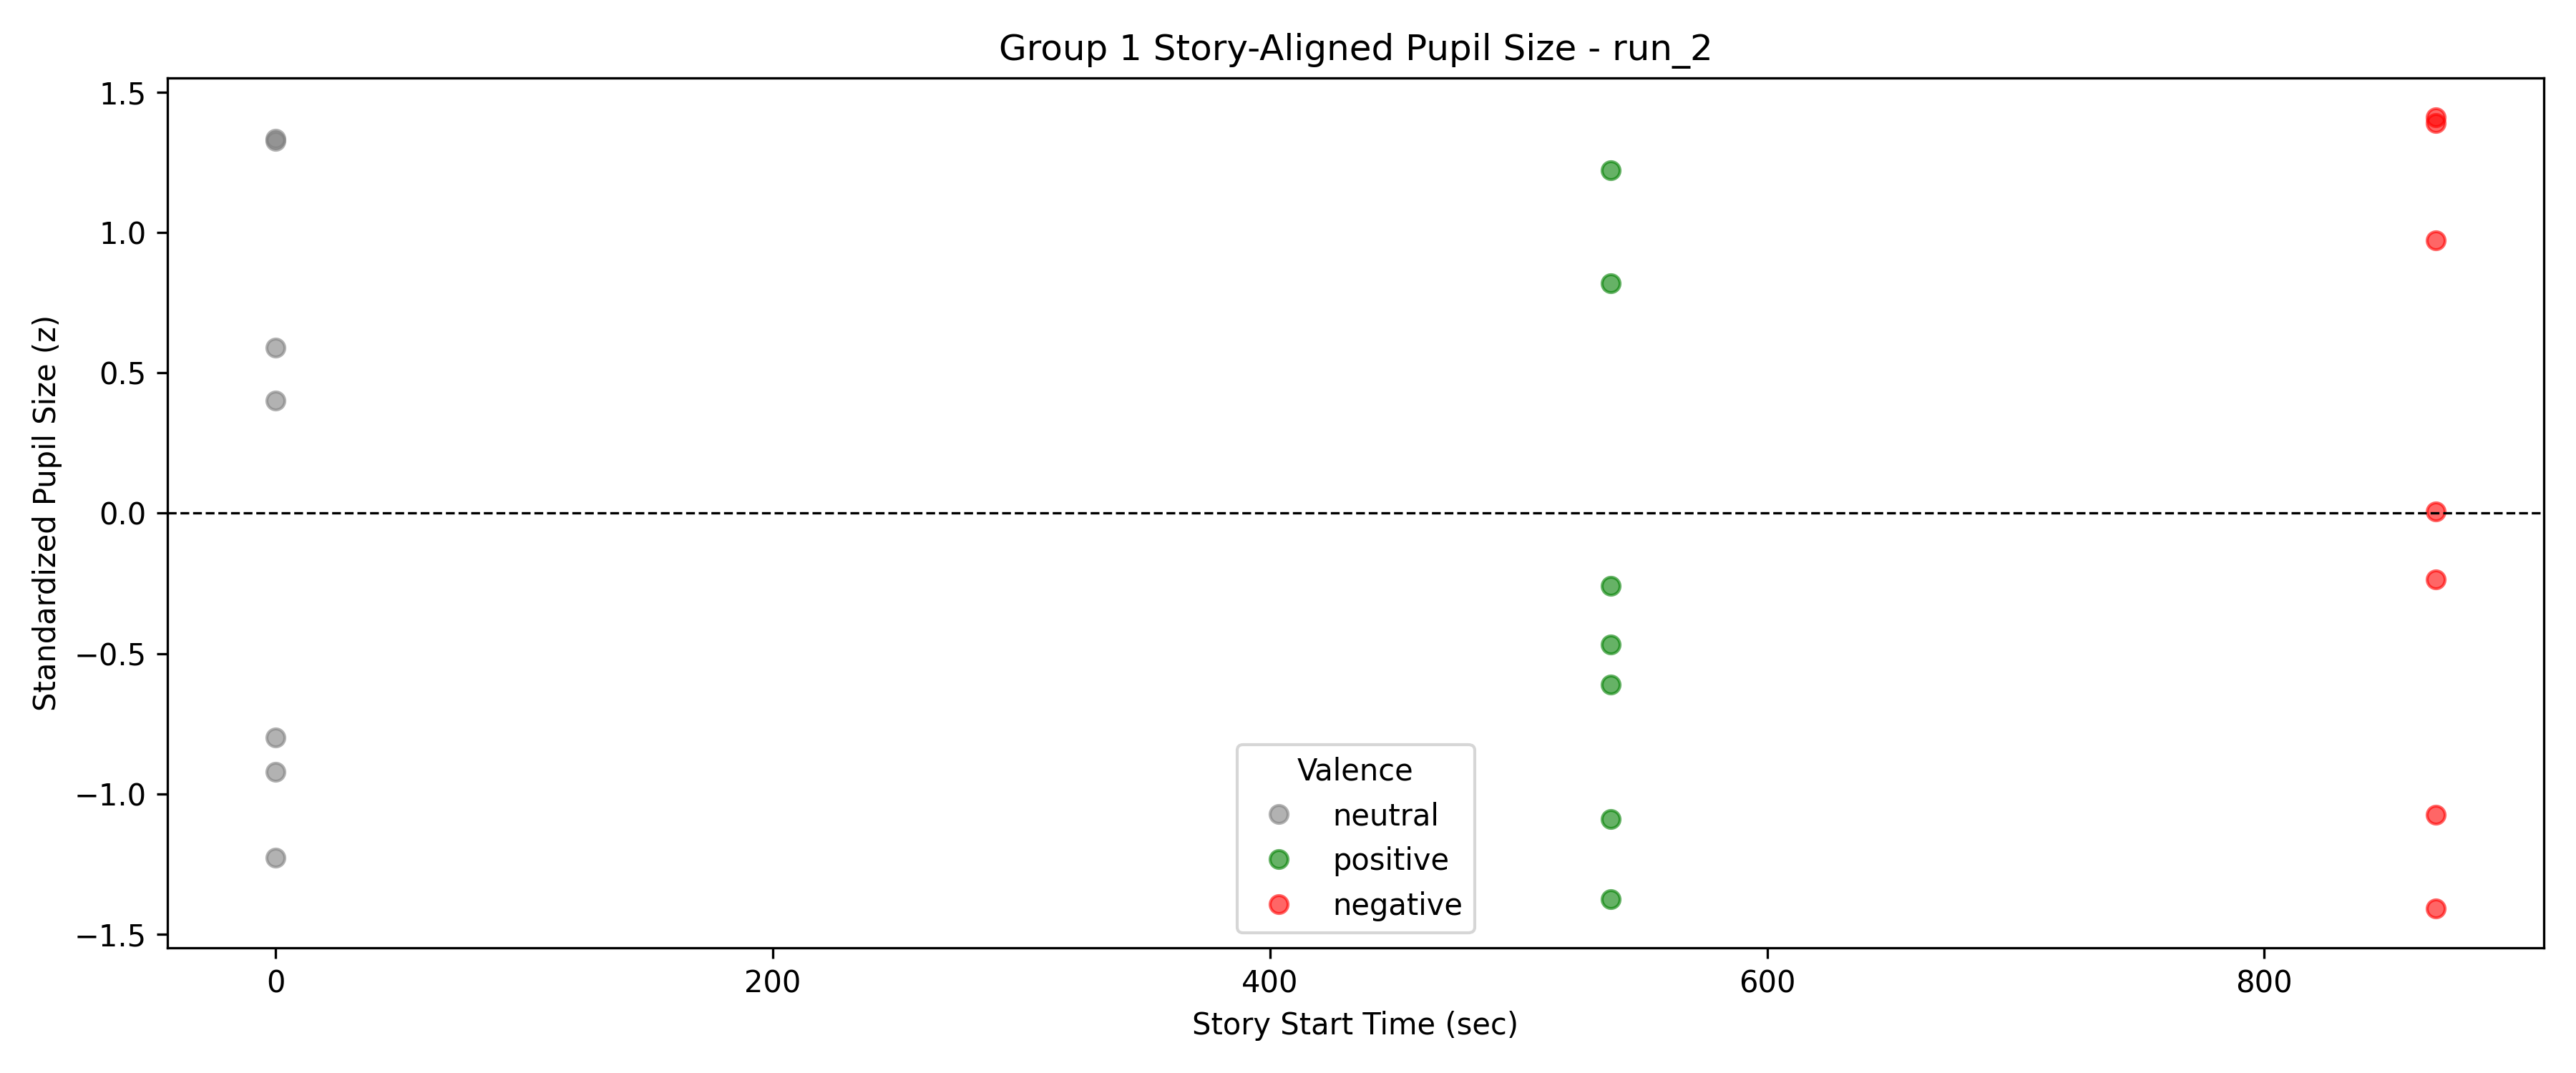 Group 1 Story-Aligned Pupil Size - run_2
1.5
1.0
0.5
0.0
−0.5
−1.0
−1.5
Standardized Pupil Size (z)
Valence
neutral
positive
negative
0 200 400 600 800
Story Start Time (sec)